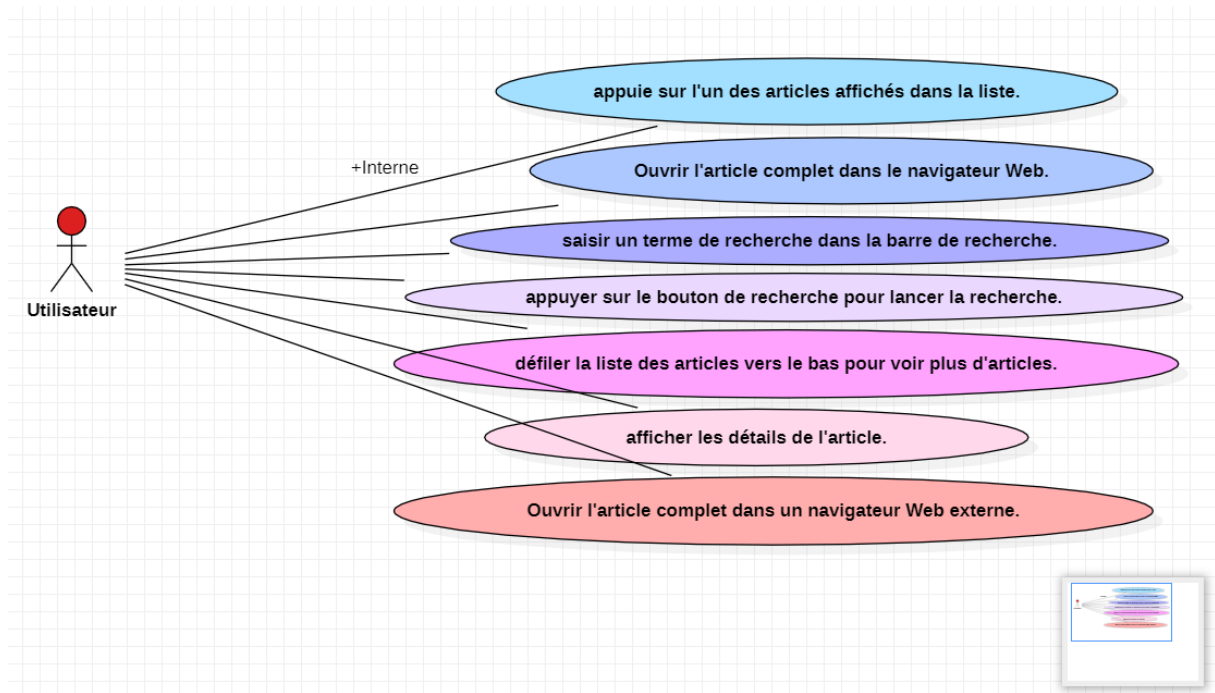 appuie sur l'un des articles affichés dans la liste.
+Interne
Ouvrir l'article complet dans le navigateur Web.
saisir un terme de recherche dans la barre de recherche.
appuyer sur le bouton de recherche pour lancer la recherche.
Utilisateur
défiler la liste des articles vers le bas pour voir plus d'articles.
afficher les détails de l'article.
Ouvrir l'article complet dans un navigateur Web externe.